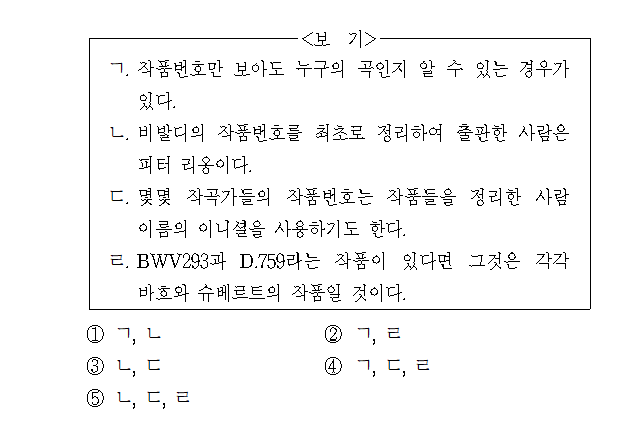 <보 기>
ㄱ. 작품번호만 보아도 누구의 곡인지 알 수 있는 경우가
있다.
ㄴ. 비발디의 작품번호를 최초로 정리하여 출판한 사람은
피터 리옹이다.
ㄷ. 몇몇 작곡가들의 작품번호는 작품들을 정리한 사람
이름의 이니셜을 사용하기도 한다.
ㄹ. BWV293과 D.759라는 작품이 있다면 그것은 각각
바흐와 슈베르트의 작품일 것이다.
① ㄱ, ㄴ ② ㄱ, ㄹ
③ ㄴ, ㄷ ④ ㄱ, ㄷ, ㄹ
⑤ ㄴ, ㄷ, ㄹ